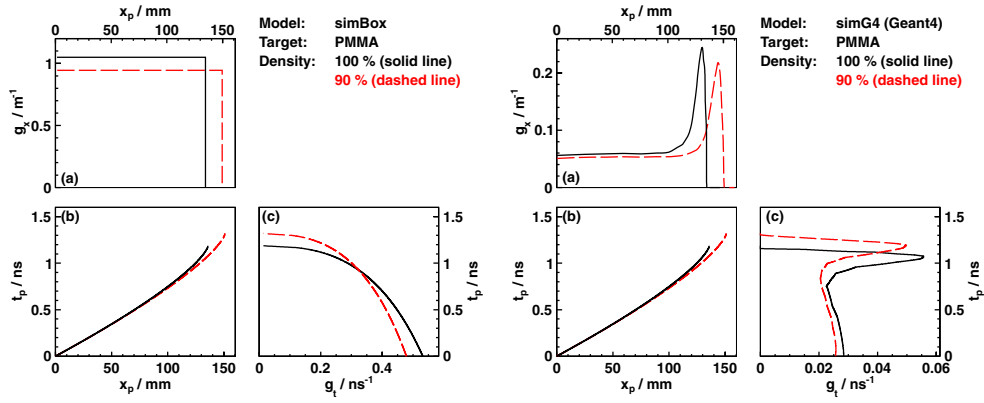 x_p / mm
0 50 100 150
Model: simBox
Target: PMMA
Density: 100 % (solid line)
90 % (dashed line)
g_x / m⁻¹
1
0.5
0
(a)
(b)
t_p / ns
1.5
1
0.5
0
0 50 100 150
x_p / mm
(c)
1.5
1
0.5
0
t_p / ns
0 0.2 0.4
g_t / ns⁻¹
x_p / mm
0 50 100 150
Model: simG4 (Geant4)
Target: PMMA
Density: 100 % (solid line)
90 % (dashed line)
g_x / m⁻¹
0.2
0.1
0
(a)
(b)
t_p / ns
1.5
1
0.5
0
0 50 100 150
x_p / mm
(c)
1.5
1
0.5
0
t_p / ns
0 0.02 0.04 0.06
g_t / ns⁻¹